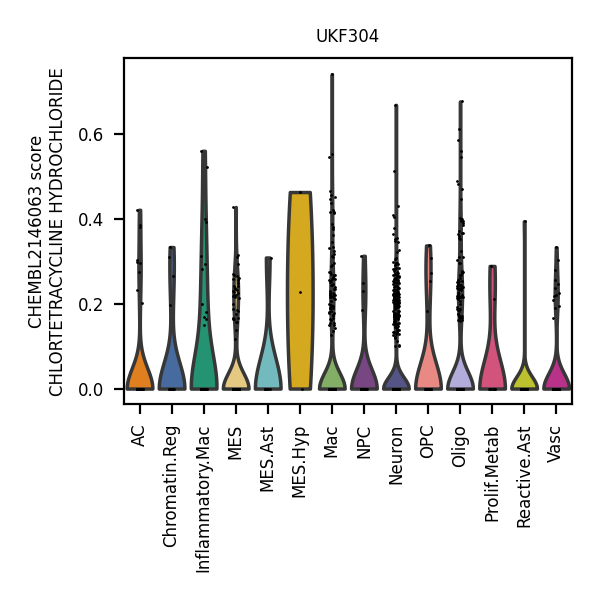 UKF304
CHEMBL2146063 score
CHLORTETRACYCLINE HYDROCHLORIDE
0.6
0.4
0.2
0.0
AC
Chromatin.Reg
Inflammatory.Mac
MES
MES.Ast
MES.Hyp
Mac
NPC
Neuron
OPC
Oligo
Prolif.Metab
Reactive.Ast
Vasc